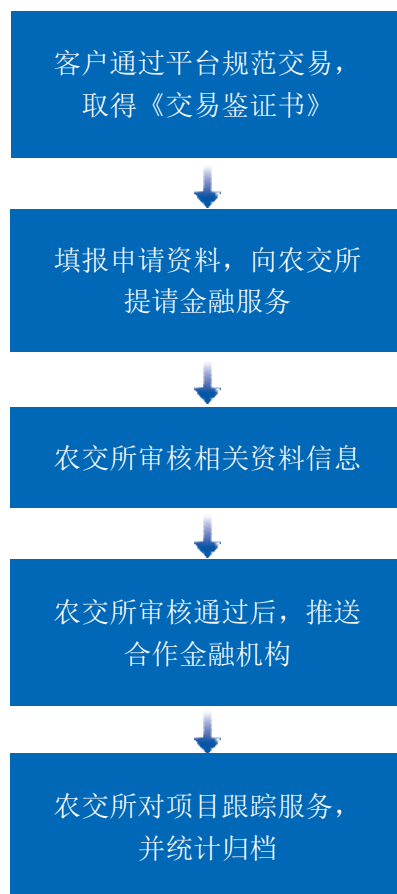 客户通过平台规范交易，
取得《交易鉴证书》
填报申请资料，向农交所
提请金融服务
农交所审核相关资料信息
农交所审核通过后，推送
合作金融机构
农交所对项目跟踪服务，
并统计归档